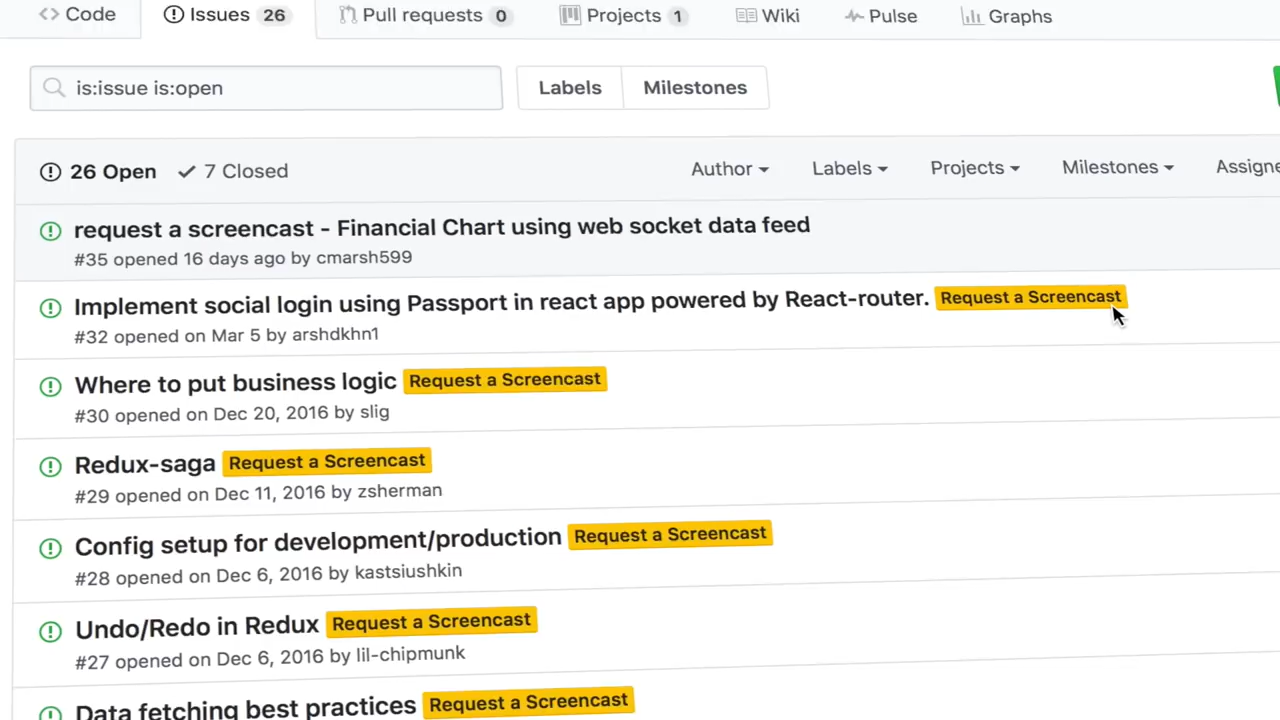 Code Issues 26 Pull requests 0 Projects 1 Wiki Pulse Graphs
is:issue is:open Labels Milestones
26 Open 7 Closed Author Labels Projects Milestones Assigne
request a screencast - Financial Chart using web socket data feed
#35 opened 16 days ago by cmarsh599
Implement social login using Passport in react app powered by React-router. Request a Screencast
#32 opened on Mar 5 by arshdkhn1
Where to put business logic Request a Screencast
#30 opened on Dec 20, 2016 by slig
Redux-saga Request a Screencast
#29 opened on Dec 11, 2016 by zsherman
Config setup for development/production Request a Screencast
#28 opened on Dec 6, 2016 by kastsiushkin
Undo/Redo in Redux Request a Screencast
#27 opened on Dec 6, 2016 by lil-chipmunk
Data fetching best practices Request a Screencast